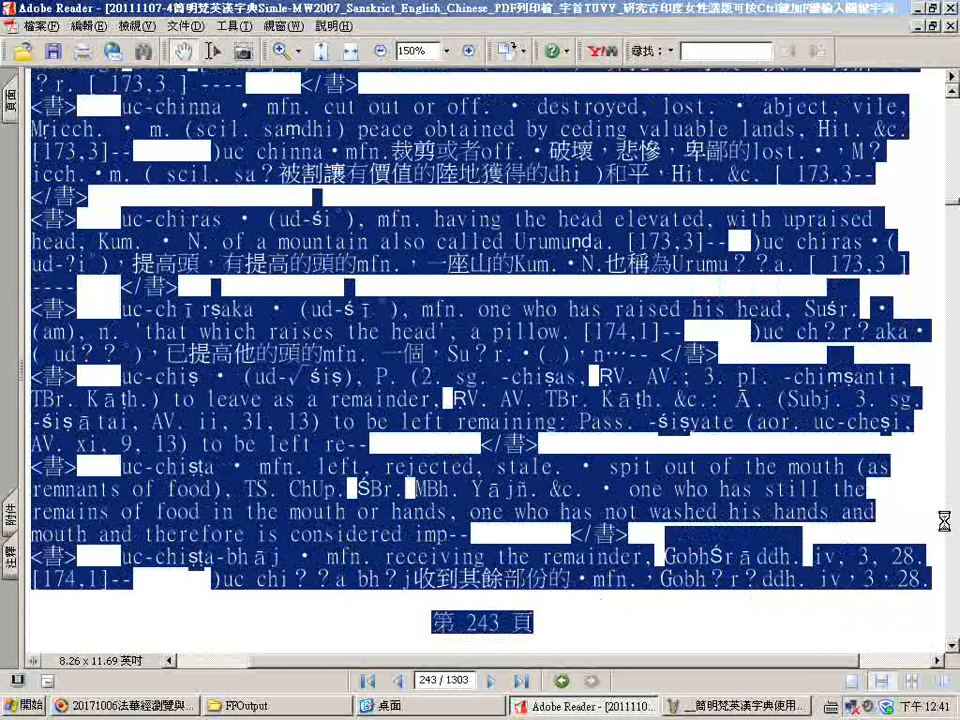 Adobe Reader - [20111107-4簡明梵英漢字典Simle-MW2007_Sanskrict_English_Chinese_PDF列印檔_字首TUVY_研究古印度女性議題可按Ctrl鍵加F鍵輸入關鍵字詞
檔案(F) 編輯(E) 檢視(V) 文件(D) 工具(T) 視窗(W) 說明(H)
150% Y! 尋找：
?r. [ 173,3 ] ---- </書>
<書> uc-chinna • mfn. cut out or off. • destroyed, lost. • abject, vile,
Mṛicch. • m. (scil. saṃdhi) peace obtained by ceding valuable lands, Hit. &c.
[173,3]-- )uc chinna•mfn.裁剪或者off.•破壞，悲慘，卑鄙的lost.•，M?
icch.•m. ( scil. sa?被割讓有價值的陸地獲得的dhi )和平，Hit. &c. [ 173,3--
</書>
<書> uc-chiras • (ud-śi°), mfn. having the head elevated, with upraised
head, Kum. • N. of a mountain also called Urumuṇḍa. [173,3]-- )uc chiras•(
ud-?i°)，提高頭，有提高的頭的mfn.，一座山的Kum.•N.也稱為Urumu??a. [ 173,3 ]
---- </書>
<書> uc-chīrṣaka • (ud-śī°), mfn. one who has raised his head, Suśr. •
(am), n. 'that which raises the head', a pillow. [174,1]-- )uc ch?r?aka•
( ud??°)，已提高他的頭的mfn. 一個，Su?r.•( )，n…-- </書>
<書> uc-chiṣ • (ud-√śiṣ), P. (2. sg. -chiṣas, RV. AV.; 3. pl. -chiṃṣanti,
TBr. Kāṭh.) to leave as a remainder, RV. AV. TBr. Kāṭh. &c.: Ā. (Subj. 3. sg.
-śiṣātai, AV. ii, 31, 13) to be left remaining: Pass. -śiṣyate (aor. uc-cheṣi,
AV. xi, 9, 13) to be left re-- </書>
<書> uc-chiṣṭa • mfn. left, rejected, stale. • spit out of the mouth (as
remnants of food), TS. ChUp. ŚBr. MBh. Yājñ. &c. • one who has still the
remains of food in the mouth or hands, one who has not washed his hands and
mouth and therefore is considered imp-- </書>
<書> uc-chiṣṭa-bhāj • mfn. receiving the remainder, GobhŚrāddh. iv, 3, 28.
[174,1]-- )uc chi??a bh?j收到其餘部份的•mfn.，Gobh?r?ddh. iv，3，28.
第 243 頁
8.26 x 11.69 英吋
243 / 1303
頁面
附件
註釋
開始 20171006法華經瀏覽與... FFOutput 桌面 Adobe Reader - [2011110... __簡明梵英漢字典使用... 下午 12:41